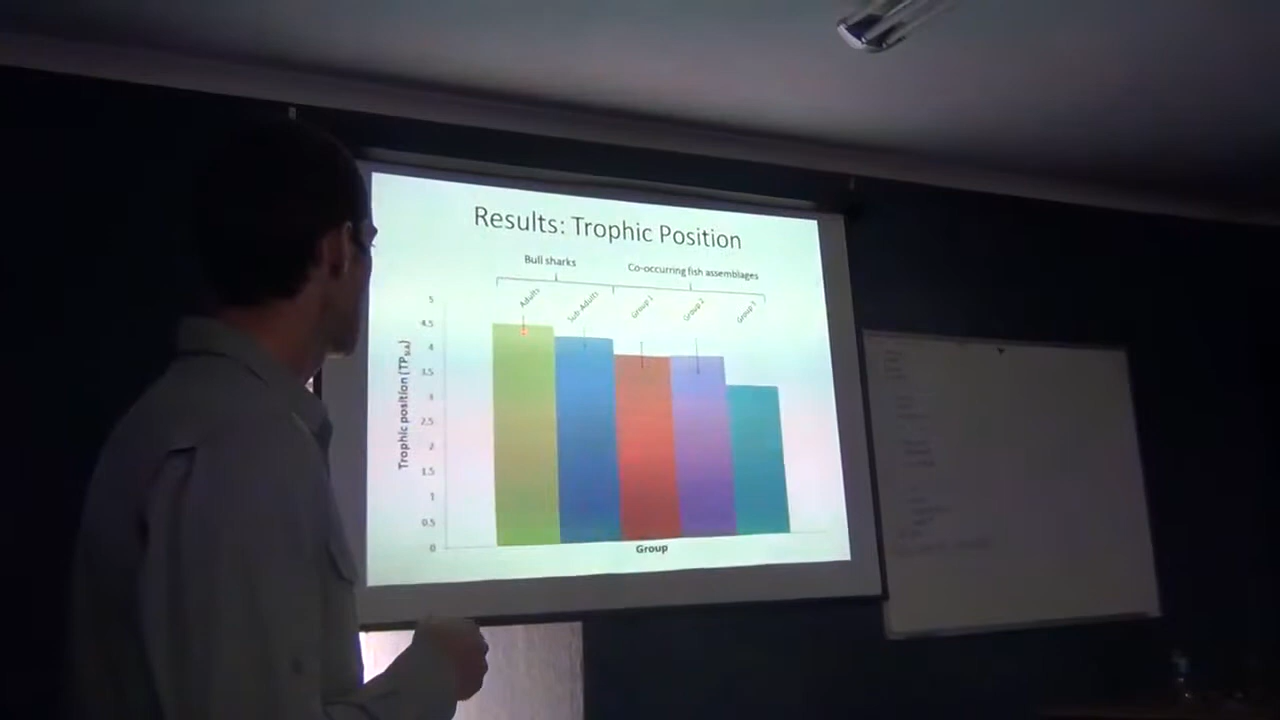 Results: Trophic Position
Bull sharks
Co-occurring fish assemblages
Adults
Sub Adults
Group 1
Group 2
Group 3
5
4.5
4
3.5
3
2.5
2
1.5
1
0.5
0
Trophic position (TP
Group